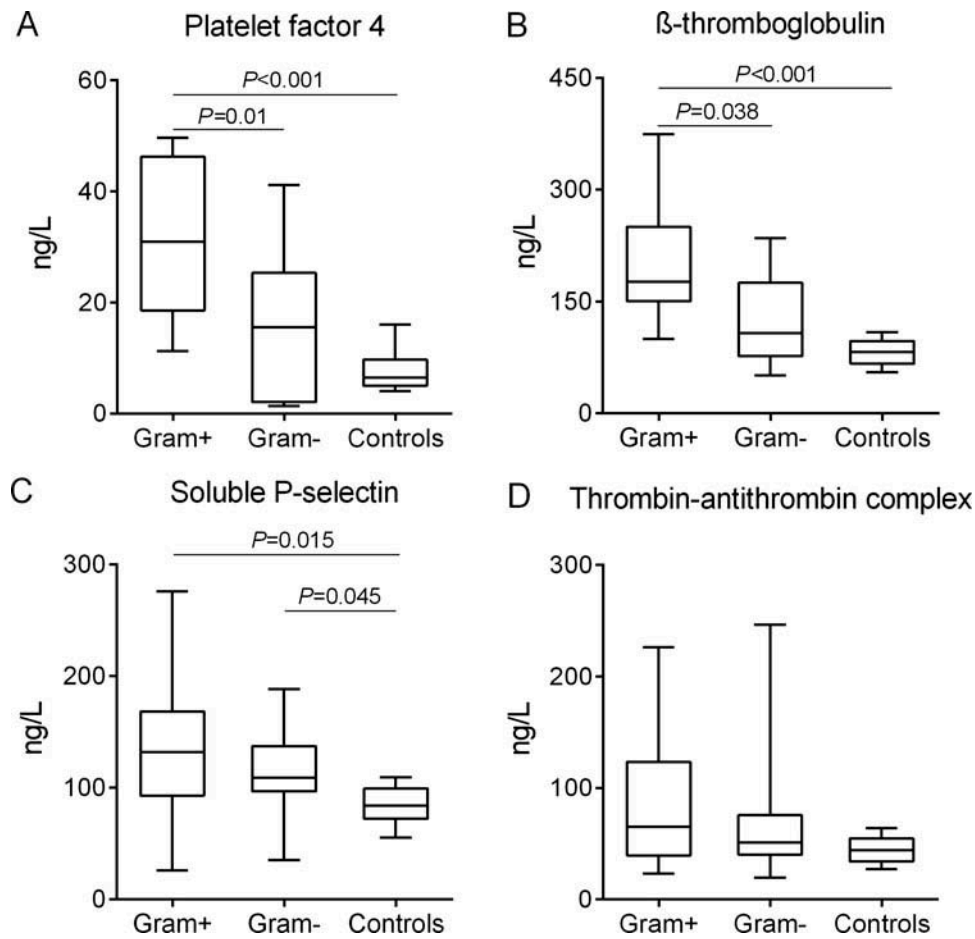 A
Platelet factor 4
60
40
20
0
ng/L
P<0.001
P=0.01
Gram+ Gram- Controls
B
ß-thromboglobulin
450
300
150
0
ng/L
P<0.001
P=0.038
Gram+ Gram- Controls
C
Soluble P-selectin
300
200
100
0
ng/L
P=0.015
P=0.045
Gram+ Gram- Controls
D
Thrombin-antithrombin complex
300
200
100
0
ng/L
Gram+ Gram- Controls